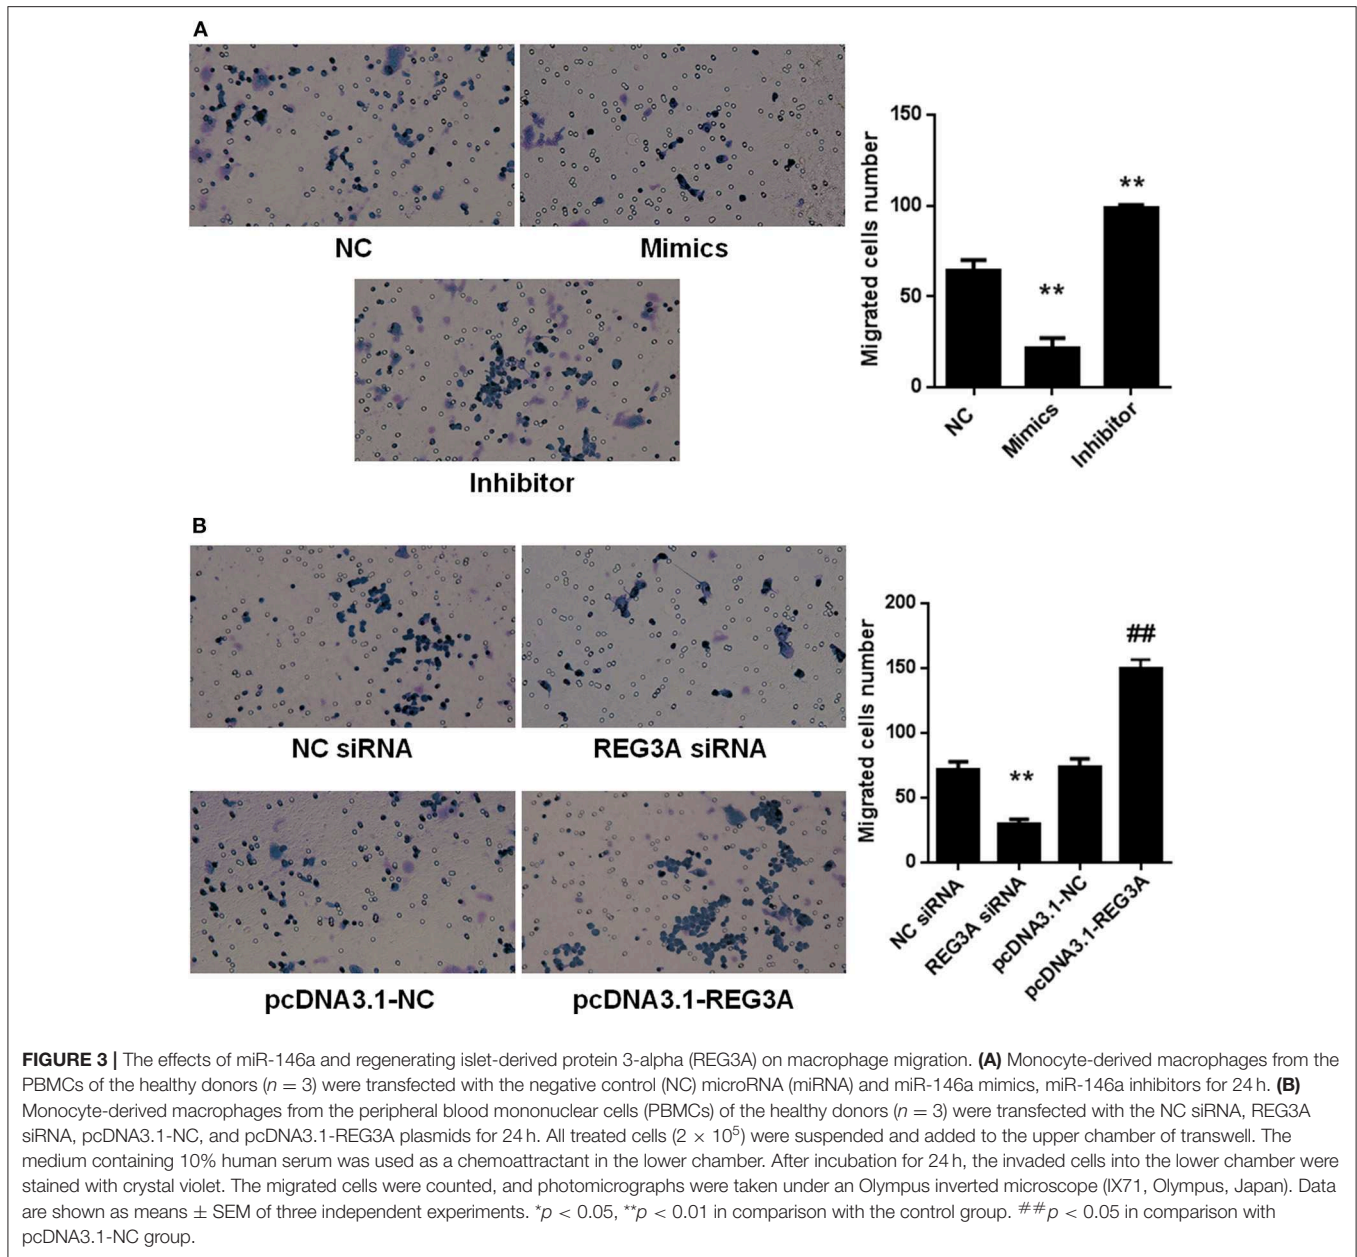 A
NC
Mimics
Inhibitor
Migrated cells number
150
100
50
0
**
**
NC
Mimics
Inhibitor
B
NC siRNA
REG3A siRNA
pcDNA3.1-NC
pcDNA3.1-REG3A
Migrated cells number
200
150
100
50
0
**
##
NC siRNA
REG3A siRNA
pcDNA3.1-NC
pcDNA3.1-REG3A
FIGURE 3 | The effects of miR-146a and regenerating islet-derived protein 3-alpha (REG3A) on macrophage migration. (A) Monocyte-derived macrophages from the
PBMCs of the healthy donors (n = 3) were transfected with the negative control (NC) microRNA (miRNA) and miR-146a mimics, miR-146a inhibitors for 24 h. (B)
Monocyte-derived macrophages from the peripheral blood mononuclear cells (PBMCs) of the healthy donors (n = 3) were transfected with the NC siRNA, REG3A
siRNA, pcDNA3.1-NC, and pcDNA3.1-REG3A plasmids for 24 h. All treated cells (2 × 10⁵) were suspended and added to the upper chamber of transwell. The
medium containing 10% human serum was used as a chemoattractant in the lower chamber. After incubation for 24 h, the invaded cells into the lower chamber were
stained with crystal violet. The migrated cells were counted, and photomicrographs were taken under an Olympus inverted microscope (IX71, Olympus, Japan). Data
are shown as means ± SEM of three independent experiments. *p < 0.05, **p < 0.01 in comparison with the control group. ##p < 0.05 in comparison with
pcDNA3.1-NC group.